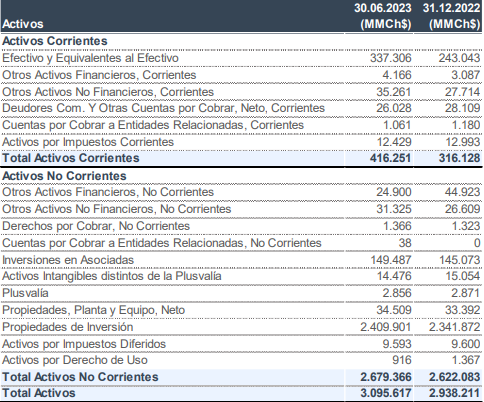 30.06.2023 31.12.2022
Activos (MMCh$) (MMCh$)
Activos Corrientes
Efectivo y Equivalentes al Efectivo 337.306 243.043
Otros Activos Financieros, Corrientes 4.166 3.087
Otros Activos No Financieros, Corrientes 35.261 27.714
Deudores Com. Y Otras Cuentas por Cobrar, Neto, Corrientes 26.028 28.109
Cuentas por Cobrar a Entidades Relacionadas, Corrientes 1.061 1.180
Activos por Impuestos Corrientes 12.429 12.993
Total Activos Corrientes 416.251 316.128
Activos No Corrientes
Otros Activos Financieros, No Corrientes 24.900 44.923
Otros Activos No Financieros, No Corrientes 31.325 26.609
Derechos por Cobrar, No Corrientes 1.366 1.323
Cuentas por Cobrar a Entidades Relacionadas, No Corrientes 38 0
Inversiones en Asociadas 149.487 145.073
Activos Intangibles distintos de la Plusvalía 14.476 15.054
Plusvalía 2.856 2.871
Propiedades, Planta y Equipo, Neto 34.509 33.392
Propiedades de Inversión 2.409.901 2.341.872
Activos por Impuestos Diferidos 9.593 9.600
Activos por Derecho de Uso 916 1.367
Total Activos No Corrientes 2.679.366 2.622.083
Total Activos 3.095.617 2.938.211